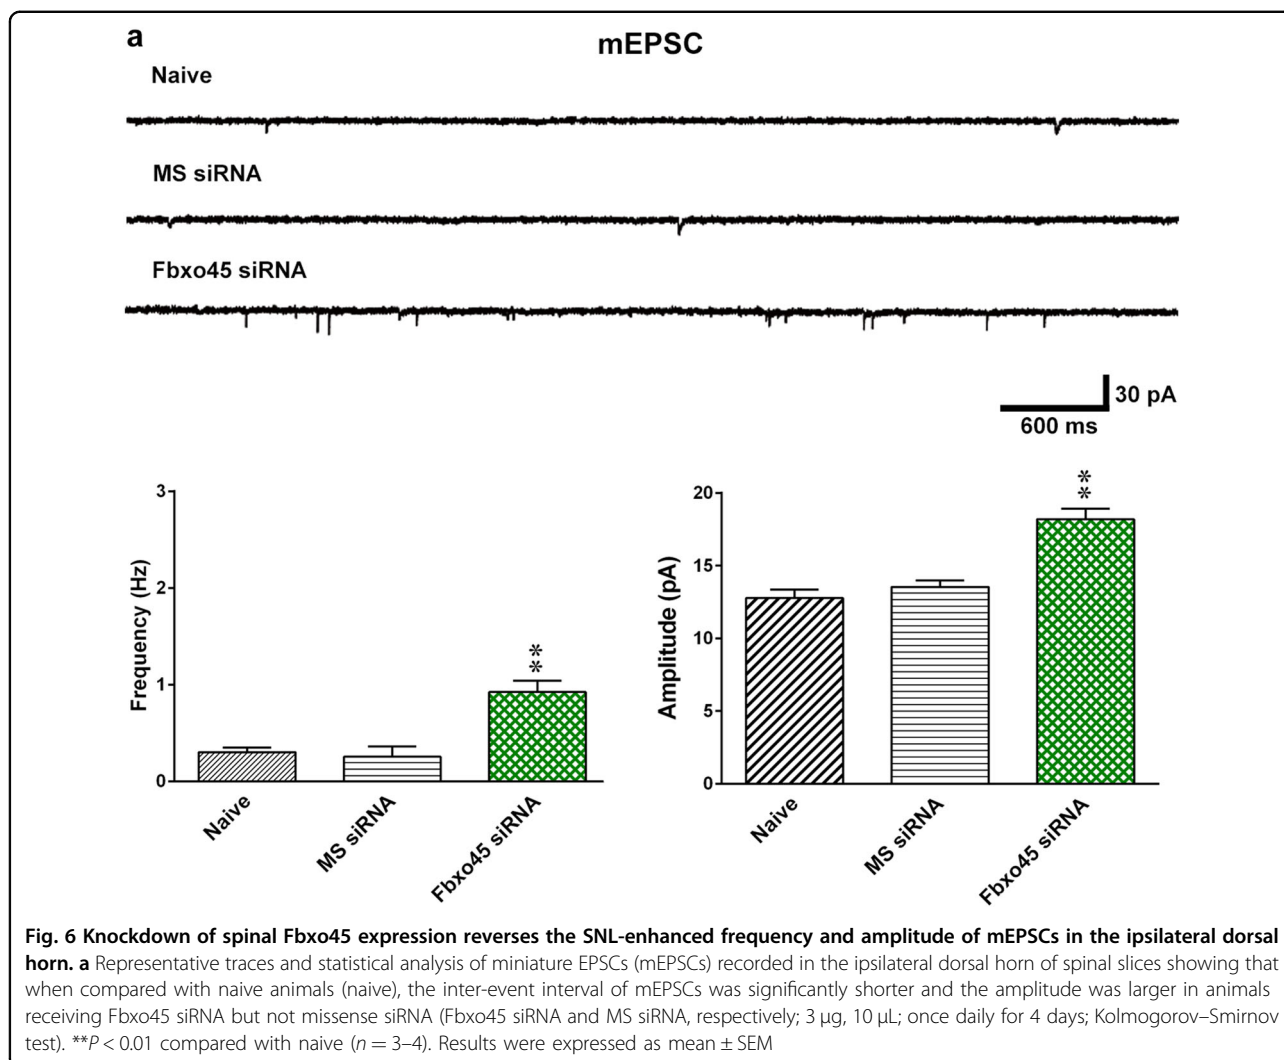 a
mEPSC
Naive
MS siRNA
Fbxo45 siRNA
30 pA
600 ms
3
2
1
0
Frequency (Hz)
**
Naive
MS siRNA
Fbxo45 siRNA
20
15
10
5
0
Amplitude (pA)
**
Naive
MS siRNA
Fbxo45 siRNA
Fig. 6 Knockdown of spinal Fbxo45 expression reverses the SNL-enhanced frequency and amplitude of mEPSCs in the ipsilateral dorsal
horn. a Representative traces and statistical analysis of miniature EPSCs (mEPSCs) recorded in the ipsilateral dorsal horn of spinal slices showing that
when compared with naive animals (naive), the inter-event interval of mEPSCs was significantly shorter and the amplitude was larger in animals
receiving Fbxo45 siRNA but not missense siRNA (Fbxo45 siRNA and MS siRNA, respectively; 3 µg, 10 µL; once daily for 4 days; Kolmogorov–Smirnov
test). **P < 0.01 compared with naive (n = 3–4). Results were expressed as mean ± SEM